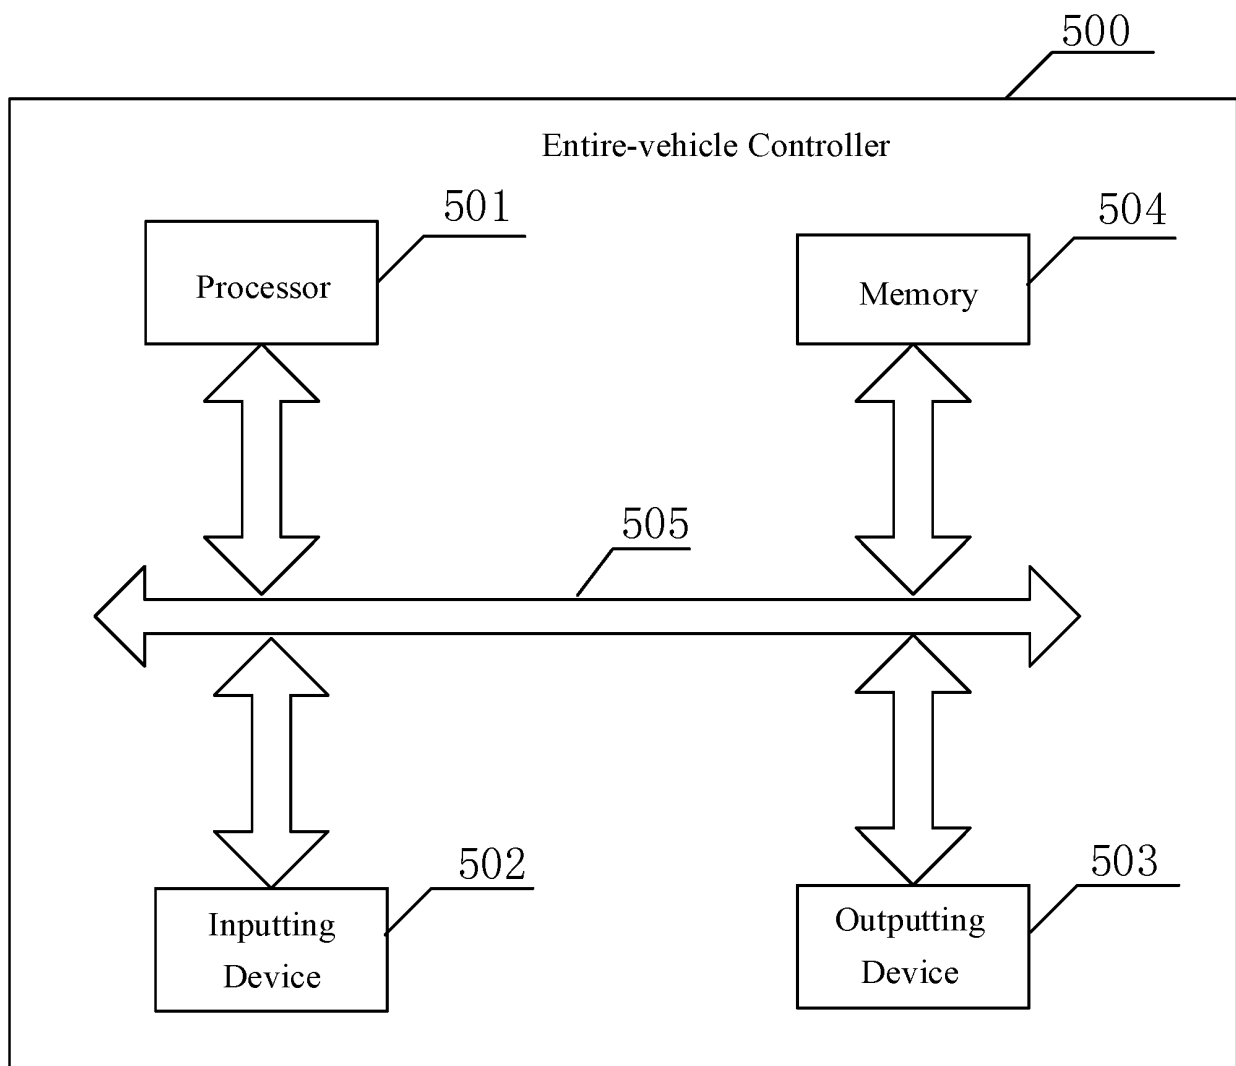 500
Entire-vehicle Controller
501
504
Processor
Memory
505
502
503
Inputting
Device
Outputting
Device